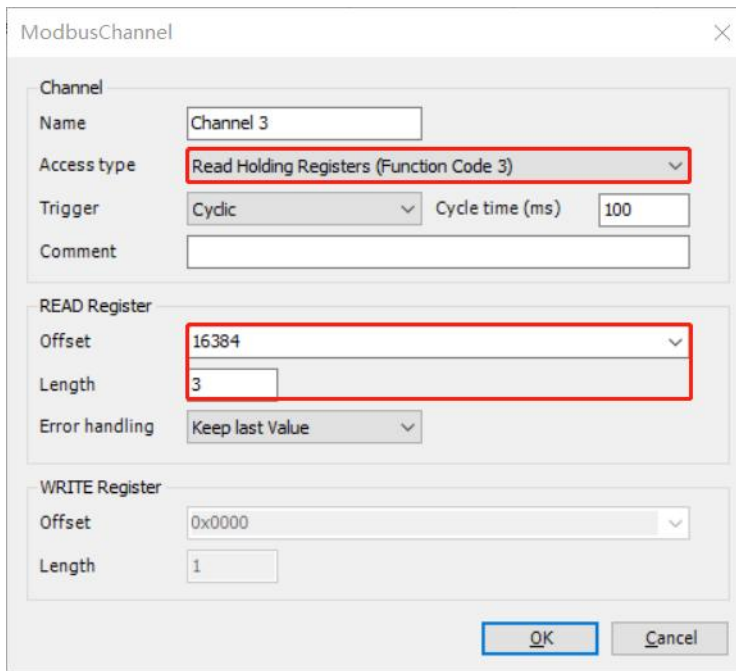 ModbusChannel
Channel
Name Channel 3
Access type Read Holding Registers (Function Code 3)
Trigger Cyclic Cycle time (ms) 100
Comment
READ Register
Offset 16384
Length 3
Error handling Keep last Value
WRITE Register
Offset 0x0000
Length 1
OK Cancel